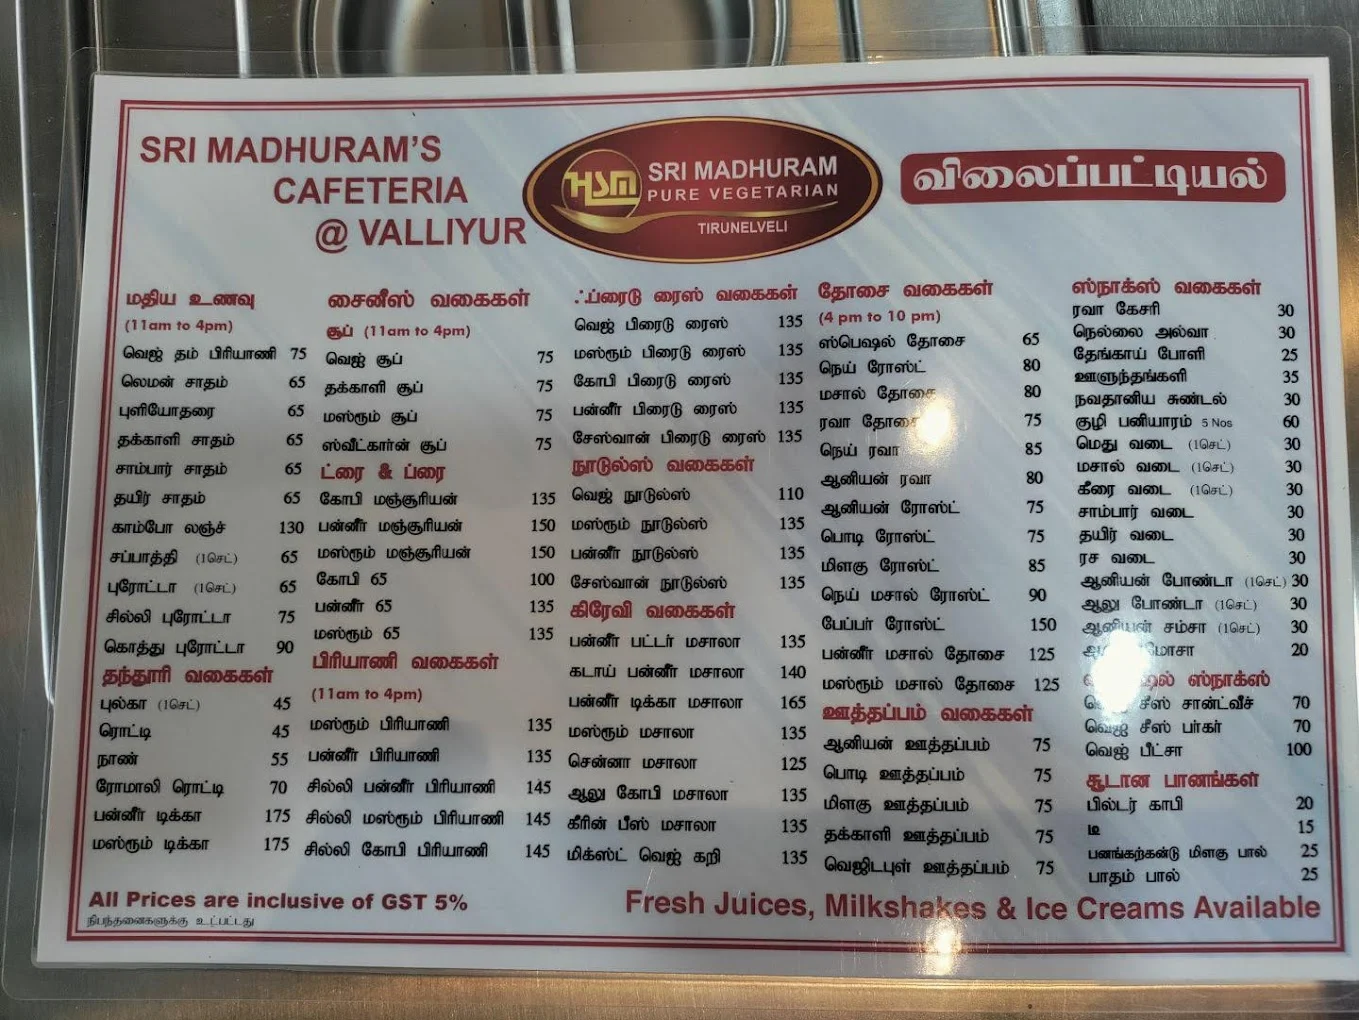 SRI MADHURAM'S
CAFETERIA
@ VALLIYUR
HSM
SRI MADHURAM
PURE VEGETARIAN
TIRUNELVELI
விலைப்பட்டியல்
மதிய உணவு
(11am to 4pm)
வெஜ் தம் பிரியாணி 75
லெமன் சாதம் 65
புளியோதரை 65
தக்காளி சாதம் 65
சாம்பார் சாதம் 65
தயிர் சாதம் 65
காம்போ லஞ்ச் 130
சப்பாத்தி (1செட்) 65
புரோட்டா (1செட்) 65
சில்லி புரோட்டா 75
கொத்து புரோட்டா 90
தந்தூரி வகைகள்
புல்கா (1செட்) 45
ரொட்டி 45
நாண் 55
ரோமாலி ரொட்டி 70
பன்னீர் டிக்கா 175
மஸ்ரூம் டிக்கா 175
சைனீஸ் வகைகள்
சூப் (11am to 4pm)
வெஜ் சூப் 75
தக்காளி சூப் 75
மஸ்ரூம் சூப் 75
ஸ்வீட்கார்ன் சூப் 75
ட்ரை & ப்ரை
கோபி மஞ்சூரியன் 135
பன்னீர் மஞ்சூரியன் 150
மஸ்ரூம் மஞ்சூரியன் 150
கோபி 65 100
பன்னீர் 65 135
மஸ்ரூம் 65 135
பிரியாணி வகைகள்
(11am to 4pm)
மஸ்ரூம் பிரியாணி 135
பன்னீர் பிரியாணி 135
சில்லி பன்னீர் பிரியாணி 145
சில்லி மஸ்ரூம் பிரியாணி 145
சில்லி கோபி பிரியாணி 145
ஃப்ரைடு ரைஸ் வகைகள்
வெஜ் பிரைடு ரைஸ் 135
மஸ்ரூம் பிரைடு ரைஸ் 135
கோபி பிரைடு ரைஸ் 135
பன்னீர் பிரைடு ரைஸ் 135
சேஸ்வான் பிரைடு ரைஸ் 135
நூடுல்ஸ் வகைகள்
வெஜ் நூடுல்ஸ் 110
மஸ்ரூம் நூடுல்ஸ் 135
பன்னீர் நூடுல்ஸ் 135
சேஸ்வான் நூடுல்ஸ் 135
கிரேவி வகைகள்
பன்னீர் பட்டர் மசாலா 135
கடாய் பன்னீர் மசாலா 140
பன்னீர் டிக்கா மசாலா 165
மஸ்ரூம் மசாலா 135
சென்னா மசாலா 125
ஆலு கோபி மசாலா 135
கீரின் பீஸ் மசாலா 135
மிக்ஸ்ட் வெஜ் கறி 135
தோசை வகைகள்
(4 pm to 10 pm)
ஸ்பெஷல் தோசை 65
நெய் ரோஸ்ட் 80
மசால் தோசை 80
ரவா தோசை 75
நெய் ரவா 85
ஆனியன் ரவா 80
ஆனியன் ரோஸ்ட் 75
பொடி ரோஸ்ட் 75
மிளகு ரோஸ்ட் 85
நெய் மசால் ரோஸ்ட் 90
பேப்பர் ரோஸ்ட் 150
பன்னீர் மசால் தோசை 125
மஸ்ரூம் மசால் தோசை 125
ஊத்தப்பம் வகைகள்
ஆனியன் ஊத்தப்பம் 75
பொடி ஊத்தப்பம் 75
மிளகு ஊத்தப்பம் 75
தக்காளி ஊத்தப்பம் 75
வெஜிடபுள் ஊத்தப்பம் 75
ஸ்நாக்ஸ் வகைகள்
ரவா கேசரி 30
நெல்லை அல்வா 30
தேங்காய் போளி 25
ஊளுந்தங்களி 35
நவதானிய சுண்டல் 30
குழி பனியாரம் 5 Nos 60
மெது வடை (1செட்) 30
மசால் வடை (1செட்) 30
கீரை வடை (1செட்) 30
சாம்பார் வடை 30
தயிர் வடை 30
ரச வடை 30
ஆனியன் போண்டா (1செட்) 30
ஆலு போண்டா (1செட்) 30
ஆனியன் சம்சா (1செட்) 30
20
ஸ்நாக்ஸ்
சீஸ் சான்ட்வீச் 70
வெஜ் சீஸ் பர்கர் 70
வெஜ் பீட்சா 100
சூடான பானங்கள்
பில்டர் காபி 20
டீ 15
பனங்கற்கண்டு மிளகு பால் 25
பாதம் பால் 25
All Prices are inclusive of GST 5%
நிபந்தனைகளுக்கு உட்பட்டது
Fresh Juices, Milkshakes & Ice Creams Available